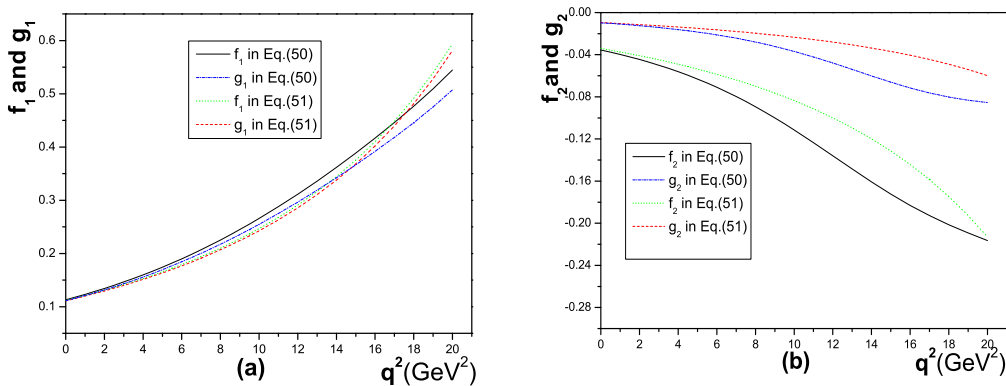 f1 and g1
0.6
0.5
0.4
0.3
0.2
0.1
f1 in Eq.(50)
g1 in Eq.(50)
f1 in Eq.(51)
g1 in Eq.(51)
0 2 4 6 8 10 12 14 16 18 20
(a) q²(GeV²)
f2 and g2
0.00
-0.04
-0.08
-0.12
-0.16
-0.20
-0.24
-0.28
f2 in Eq.(50)
g2 in Eq.(50)
f2 in Eq.(51)
g2 in Eq.(51)
0 2 4 6 8 10 12 14 16 18 20
(b) q²(GeV²)